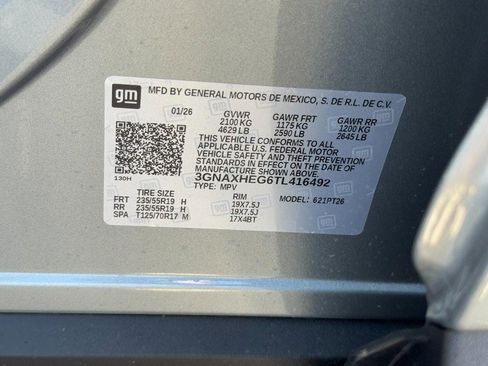 gm
MFD BY GENERAL MOTORS DE MEXICO, S. DE R.L. DE C.V.
01/26 GVWR GAWR FRT GAWR RR
2100 KG 1175 KG 1200 KG
4629 LB 2590 LB 2645 LB
THIS VEHICLE CONFORMS TO ALL
APPLICABLE U.S. FEDERAL MOTOR
VEHICLE SAFETY, BUMPER, AND THEFT
PREVENTION STANDARDS IN EFFECT
ON THE DATE OF MANUFACTURE
SHOWN ABOVE.
3GNAXHEG6TL416492
TYPE: MPV MODEL: 621PT26
TIRE SIZE RIM
FRT 235/55R19 H 19X7.5J
RR 235/55R19 H 19X7.5J
SPA T125/70R17 M 17X4BT